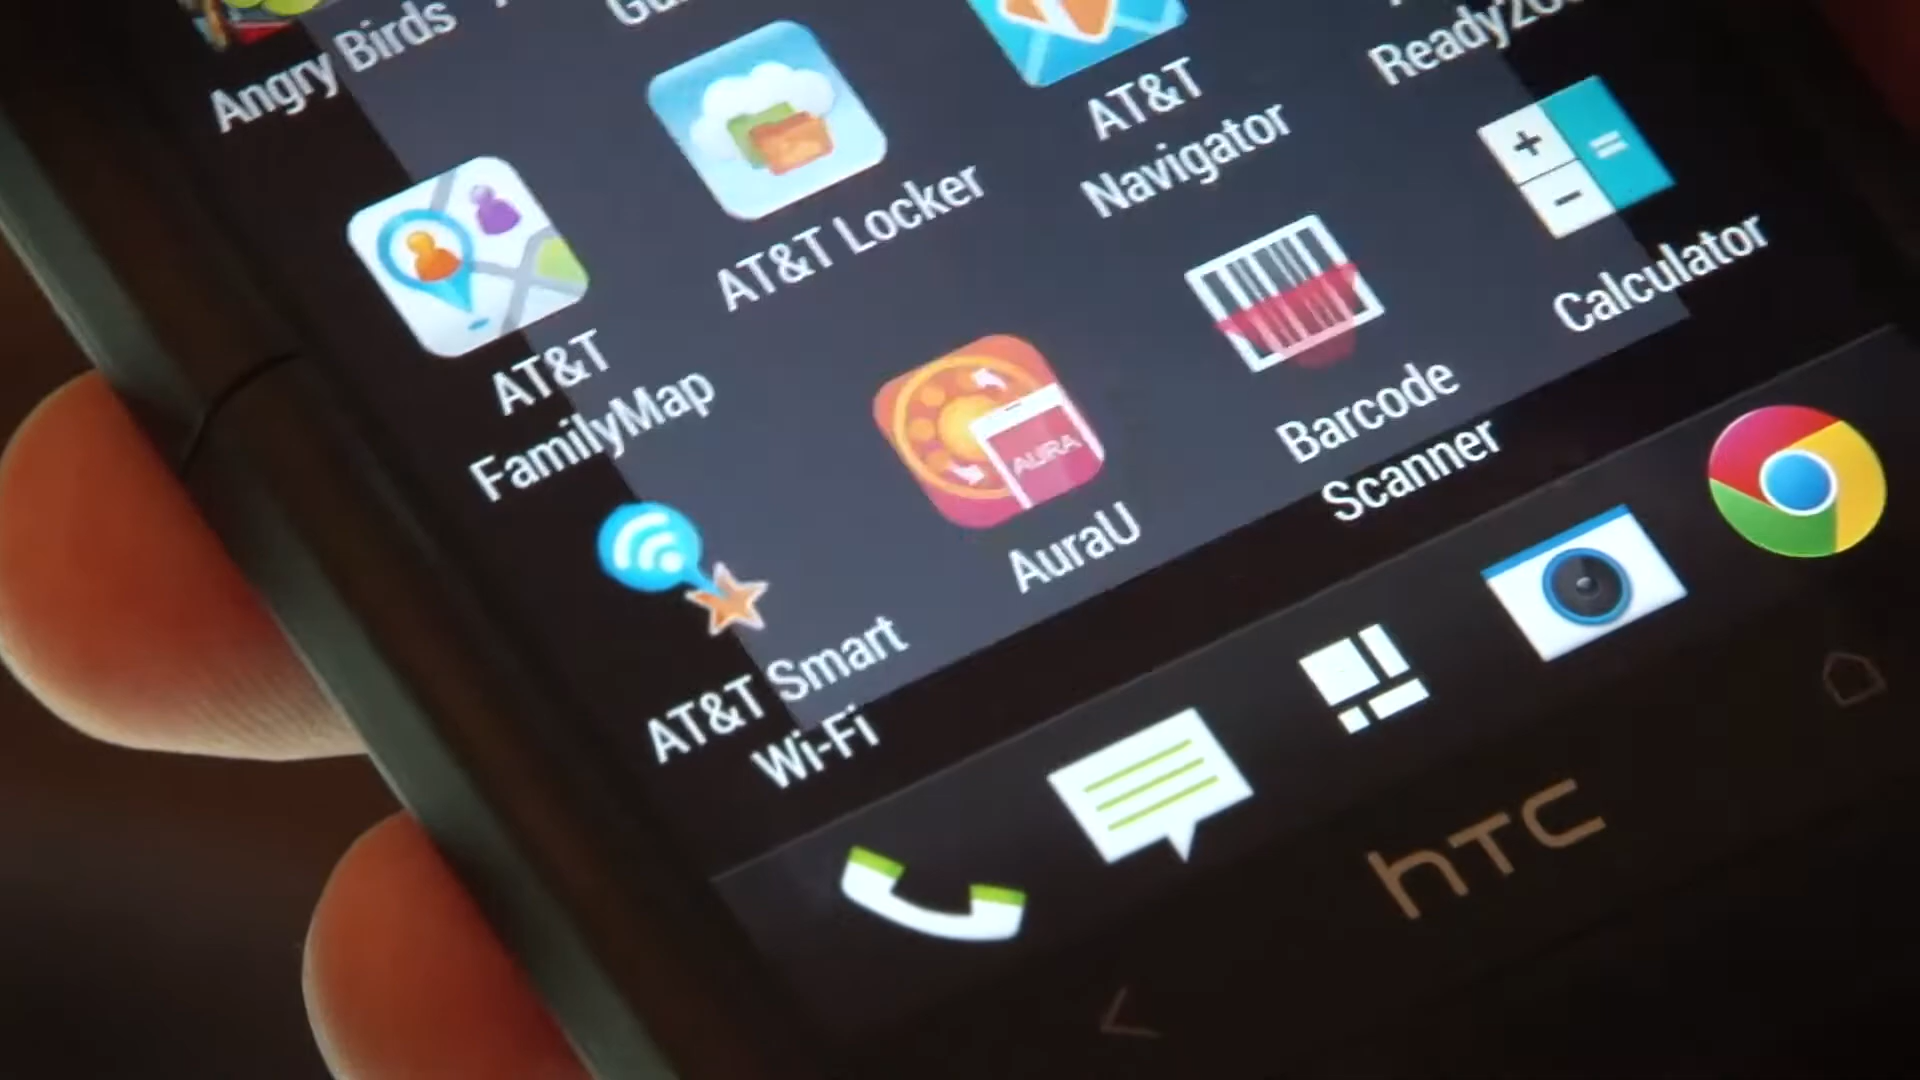 Angry Birds
AT&T
FamilyMap
AT&T Locker
AT&T
Navigator
AT&T Smart
Wi-Fi
AuraU
AURA
Barcode
Scanner
Calculator
+
=
−
hTC